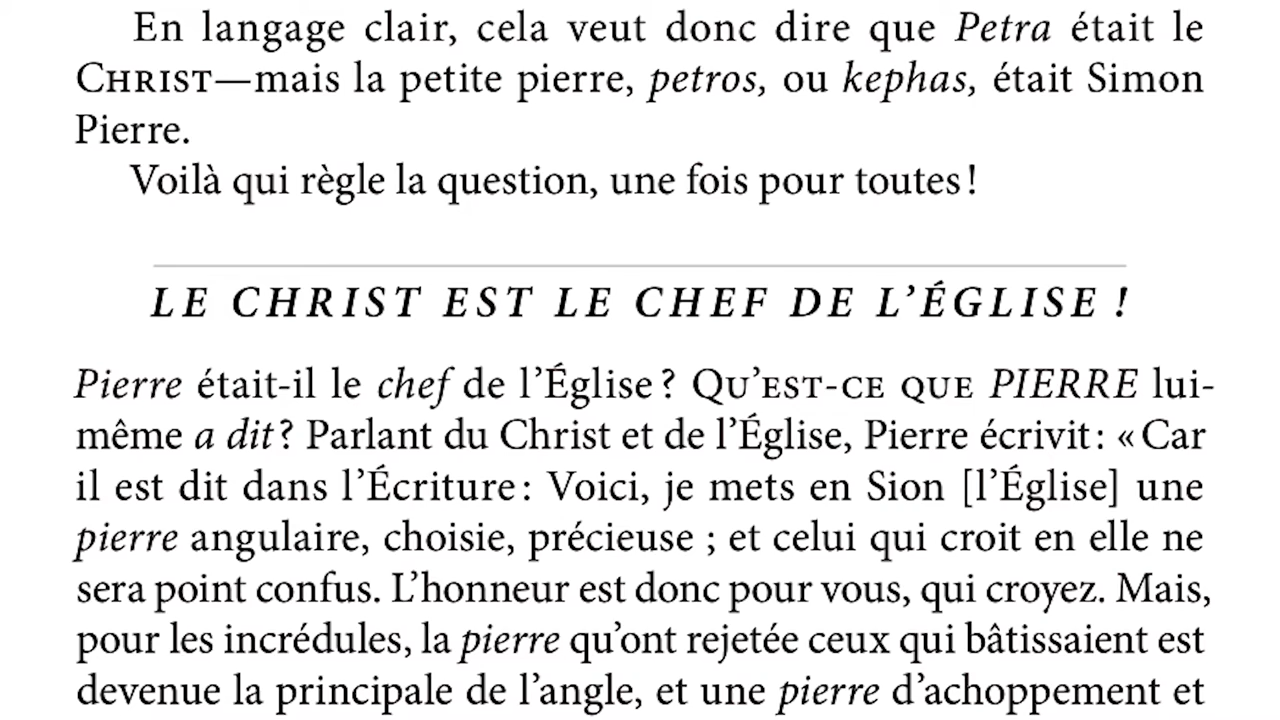 En langage clair, cela veut donc dire que Petra était le
CHRIST—mais la petite pierre, petros, ou kephas, était Simon
Pierre.
Voilà qui règle la question, une fois pour toutes !
LE CHRIST EST LE CHEF DE L’ÉGLISE !
Pierre était-il le chef de l’Église ? QU’EST-CE QUE PIERRE lui-
même a dit ? Parlant du Christ et de l’Église, Pierre écrivit : « Car
il est dit dans l’Écriture : Voici, je mets en Sion [l’Église] une
pierre angulaire, choisie, précieuse ; et celui qui croit en elle ne
sera point confus. L’honneur est donc pour vous, qui croyez. Mais,
pour les incrédules, la pierre qu’ont rejetée ceux qui bâtissaient est
devenue la principale de l’angle, et une pierre d’achoppement et